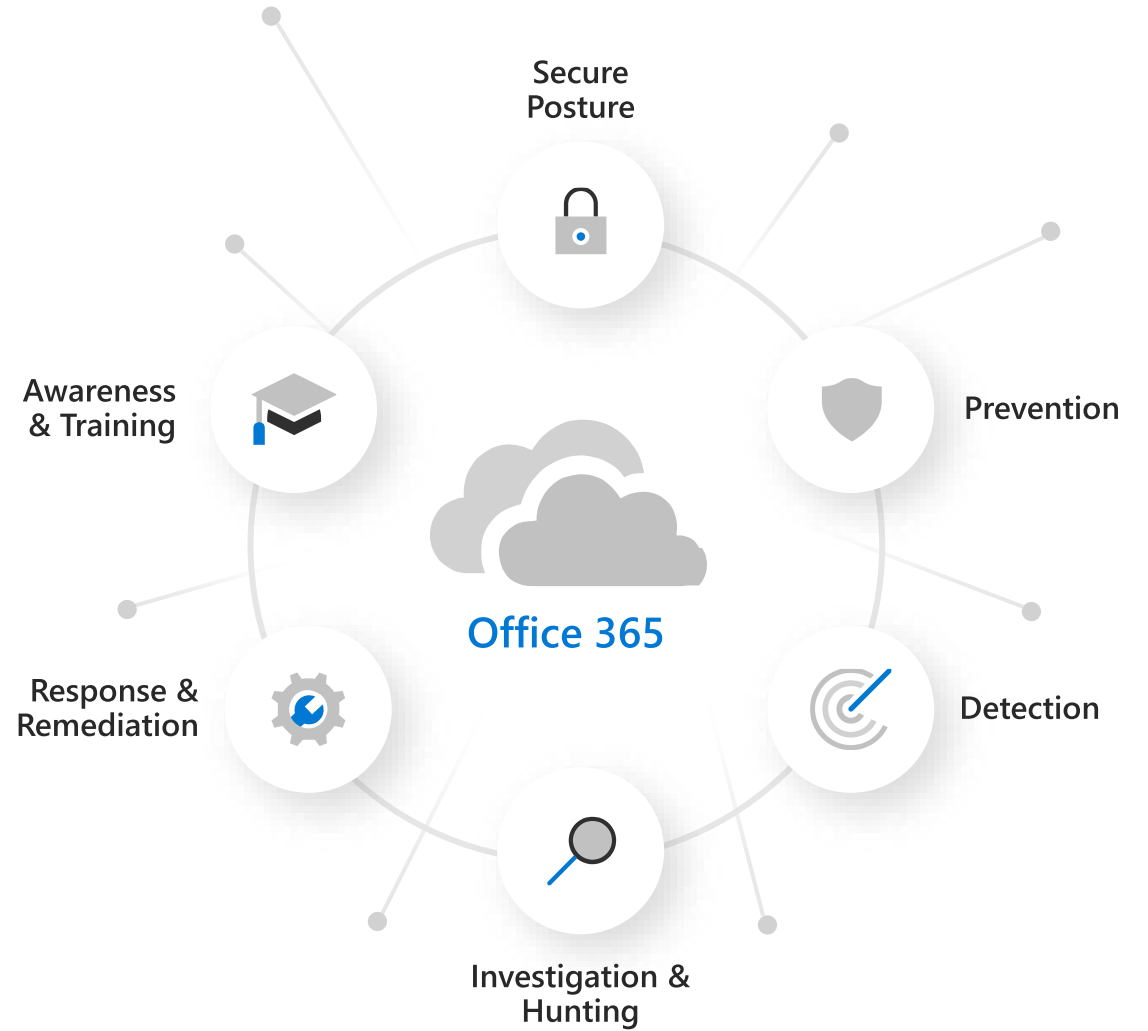 Secure
Posture
Awareness
& Training
Prevention
Office 365
Response &
Remediation
Detection
Investigation &
Hunting